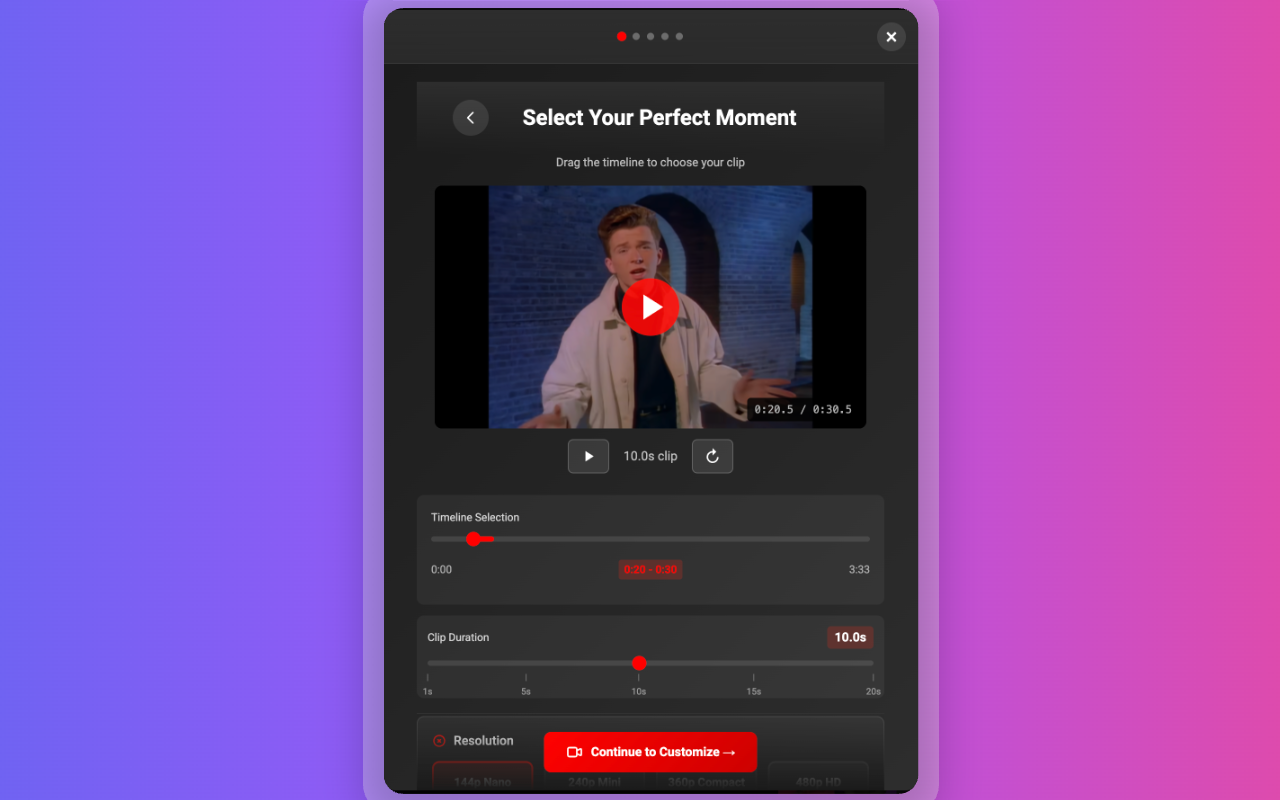 Select Your Perfect Moment
Drag the timeline to choose your clip
0:20.5 / 0:30.5
10.0s clip
Timeline Selection
0:00
0:20 - 0:30
3:33
Clip Duration
10.0s
1s
5s
10s
15s
20s
Resolution
Continue to Customize →
144p Nano
240p Mini
360p Compact
480p HD